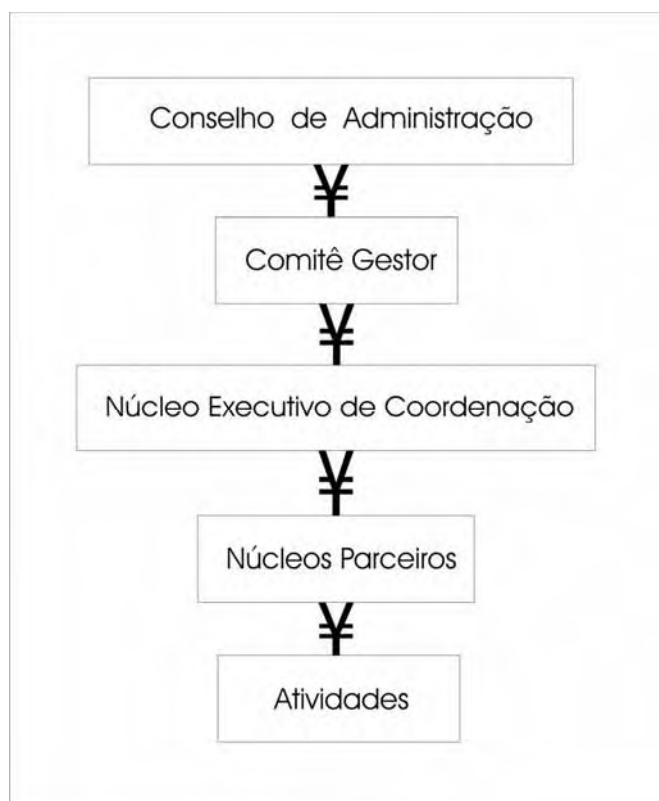 Conselho de Administração
¥
Comitê Gestor
¥
Núcleo Executivo de Coordenação
¥
Núcleos Parceiros
¥
Atividades